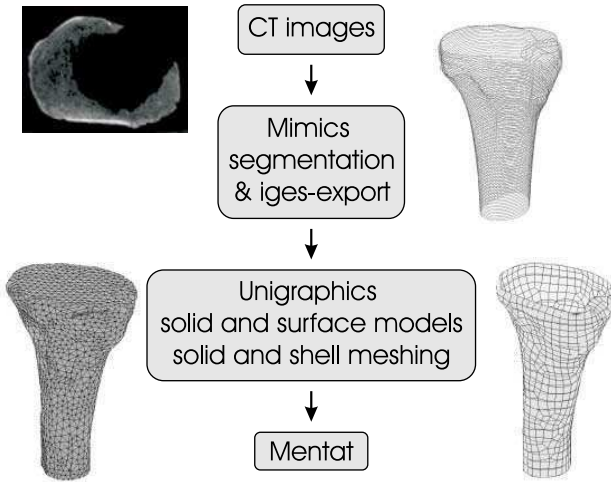 CT images
Mimics
segmentation
& iges-export
Unigraphics
solid and surface models
solid and shell meshing
Mentat